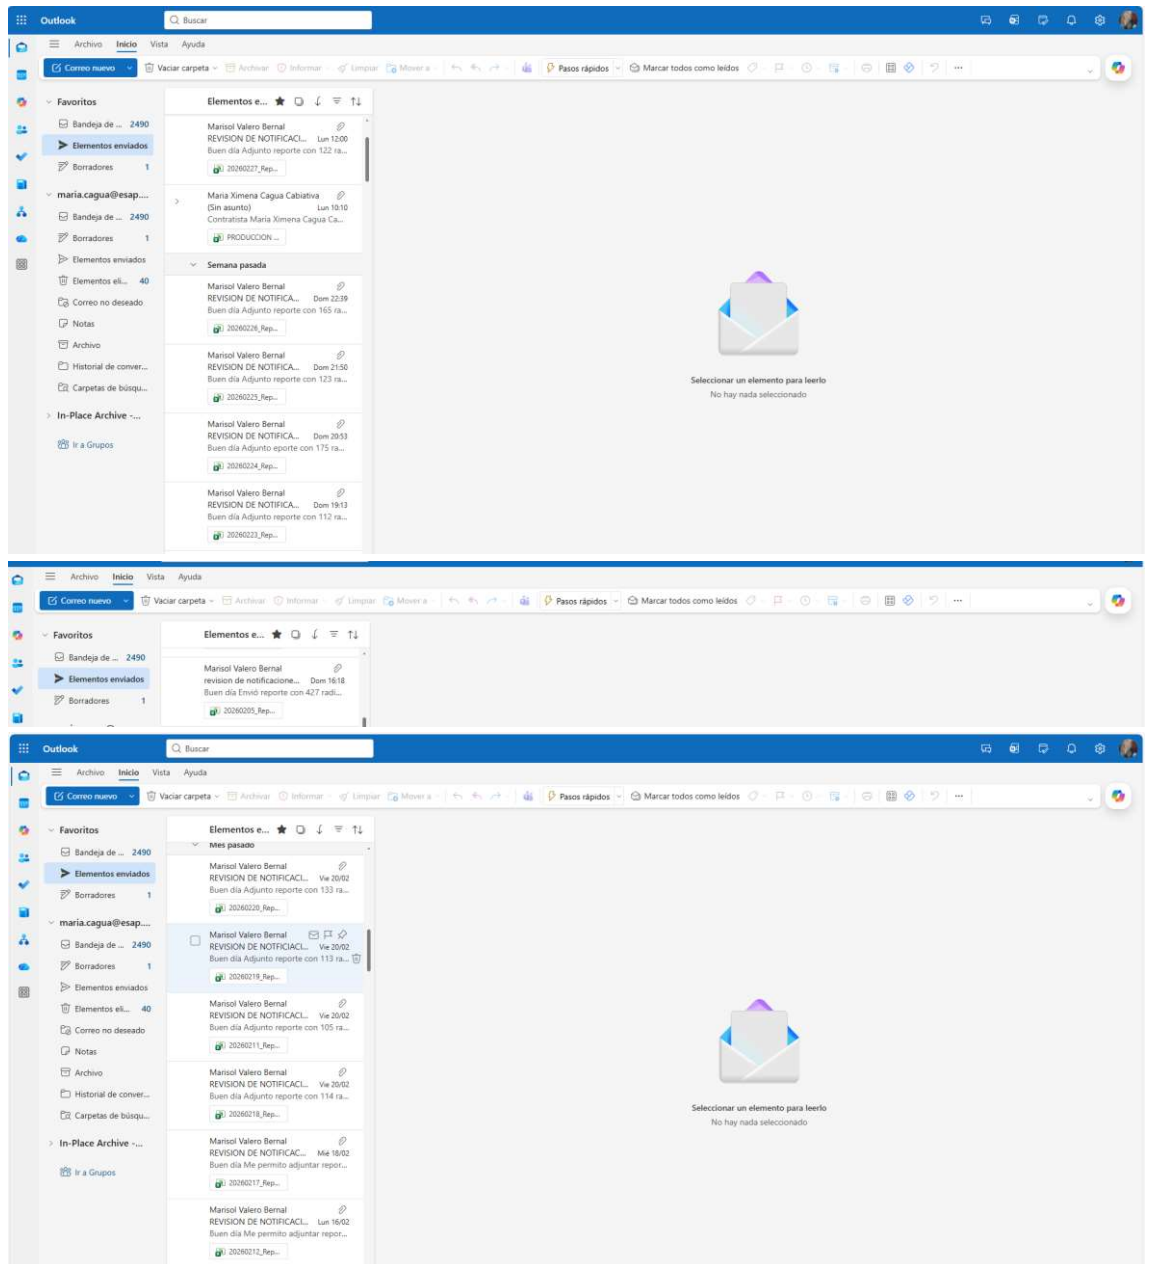 Outlook
Buscar
Archivo Inicio Vista Ayuda
Correo nuevo Vaciar carpeta Archivar Informar Limpiar Mover a Pasos rápidos Marcar todos como leídos
Favoritos
Bandeja de ... 2490
Elementos enviados
Borradores 1
maria.cagua@esap....
Bandeja de ... 2490
Borradores 1
Elementos enviados
Elementos eli... 40
Correo no deseado
Notas
Archivo
Historial de conver...
Carpetas de búsqu...
In-Place Archive -...
Ir a Grupos
Elementos e...
Marisol Valero Bernal
REVISION DE NOTIFICACI... Lun 12:00
Buen día Adjunto reporte con 122 ra...
20260227_Rep...
Maria Ximena Cagua Cabiativa
(Sin asunto) Lun 10:10
Contratista María Ximena Cagua Ca...
PRODUCCION ...
Semana pasada
Marisol Valero Bernal
REVISION DE NOTIFICA... Dom 22:39
Buen día Adjunto reporte con 165 ra...
20260226_Rep...
Marisol Valero Bernal
REVISION DE NOTIFICA... Dom 21:50
Buen día Adjunto reporte con 123 ra...
20260225_Rep...
Marisol Valero Bernal
REVISION DE NOTIFICA... Dom 20:53
Buen día Adjunto eporte con 175 ra...
20260224_Rep...
Marisol Valero Bernal
REVISION DE NOTIFICA... Dom 19:13
Buen día Adjunto reporte con 112 ra...
20260223_Rep...
Seleccionar un elemento para leerlo
No hay nada seleccionado
Archivo Inicio Vista Ayuda
Correo nuevo Vaciar carpeta Archivar Informar Limpiar Mover a Pasos rápidos Marcar todos como leídos
Favoritos
Bandeja de ... 2490
Elementos enviados
Borradores 1
Elementos e...
Marisol Valero Bernal
revision de notificacione... Dom 16:18
Buen día Envió reporte con 427 radi...
20260205_Rep...
Outlook
Buscar
Archivo Inicio Vista Ayuda
Correo nuevo Vaciar carpeta Archivar Informar Limpiar Mover a Pasos rápidos Marcar todos como leídos
Favoritos
Bandeja de ... 2490
Elementos enviados
Borradores 1
maria.cagua@esap....
Bandeja de ... 2490
Borradores 1
Elementos enviados
Elementos eli... 40
Correo no deseado
Notas
Archivo
Historial de conver...
Carpetas de búsqu...
In-Place Archive -...
Ir a Grupos
Elementos e...
Mes pasado
Marisol Valero Bernal
REVISION DE NOTIFICACI... Vie 20/02
Buen día Adjunto reporte con 133 ra...
20260220_Rep...
Marisol Valero Bernal
REVISION DE NOTFICIACI... Vie 20/02
Buen día Adjunto reporte con 113 ra...
20260219_Rep...
Marisol Valero Bernal
REVISION DE NOTIFICACI... Vie 20/02
Buen día Adjunto reporte con 105 ra...
20260211_Rep...
Marisol Valero Bernal
REVISION DE NOTIFICACI... Vie 20/02
Buen día Adjunto reporte con 114 ra...
20260218_Rep...
Marisol Valero Bernal
REVISION DE NOTIFICAC... Mié 18/02
Buen día Me permito adjuntar repor...
20260217_Rep...
Marisol Valero Bernal
REVISION DE NOTIFICACI... Lun 16/02
Buen día Me permito adjuntar repor...
20260212_Rep...
Seleccionar un elemento para leerlo
No hay nada seleccionado